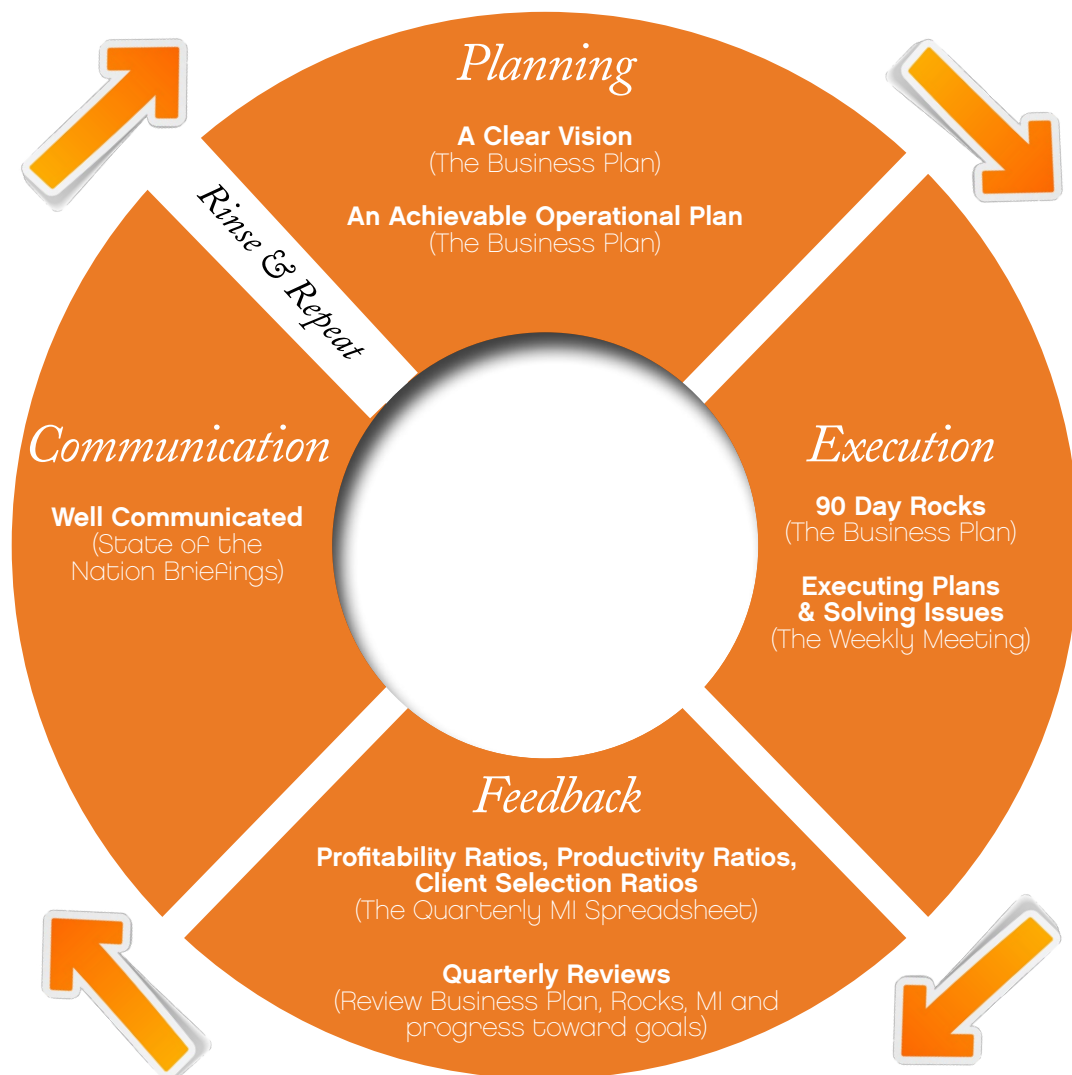 Planning
A Clear Vision
(The Business Plan)
An Achievable Operational Plan
(The Business Plan)
Rinse & Repeat
Execution
90 Day Rocks
(The Business Plan)
Executing Plans
& Solving Issues
(The Weekly Meeting)
Feedback
Profitability Ratios, Productivity Ratios,
Client Selection Ratios
(The Quarterly MI Spreadsheet)
Quarterly Reviews
(Review Business Plan, Rocks, MI and
progress toward goals)
Communication
Well Communicated
(State of the
Nation Briefings)